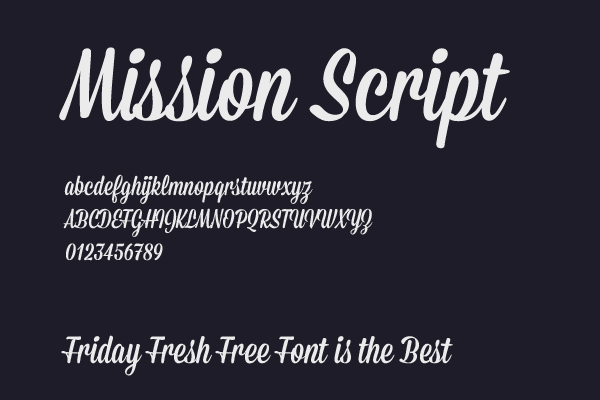 Mission Script
abcdefghijklmnopqrstuvwxyz
ABCDEFGHIJKLMNOPQRSTUVWXYZ
0123456789
Friday Fresh Free Font is the Best